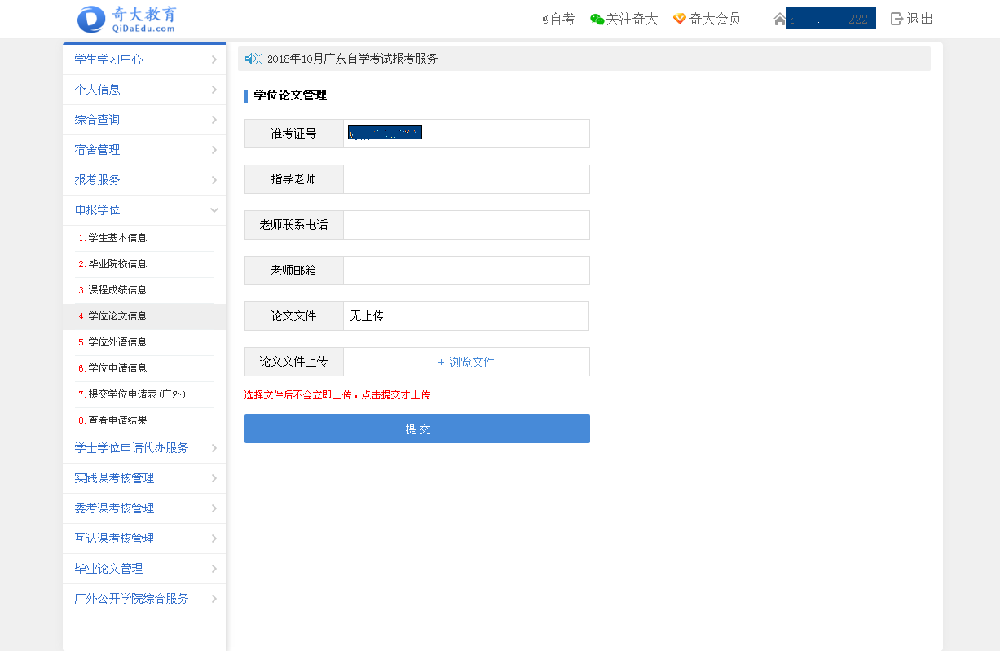 奇大教育
QiDaEdu.com
@自考 关注奇大 奇大会员 5 . 222 退出
学生学习中心
个人信息
综合查询
宿舍管理
报考服务
申报学位
1.学生基本信息
2.毕业院校信息
3.课程成绩信息
4.学位论文信息
5.学位外语信息
6.学位申请信息
7.提交学位申请表(广外)
8.查看申请结果
学士学位申请代办服务
实践课考核管理
委考课考核管理
互认课考核管理
毕业论文管理
广外公开学院综合服务
2018年10月广东自学考试报考服务
学位论文管理
准考证号
指导老师
老师联系电话
老师邮箱
论文文件 无上传
论文文件上传 + 浏览文件
选择文件后不会立即上传，点击提交才上传
提 交